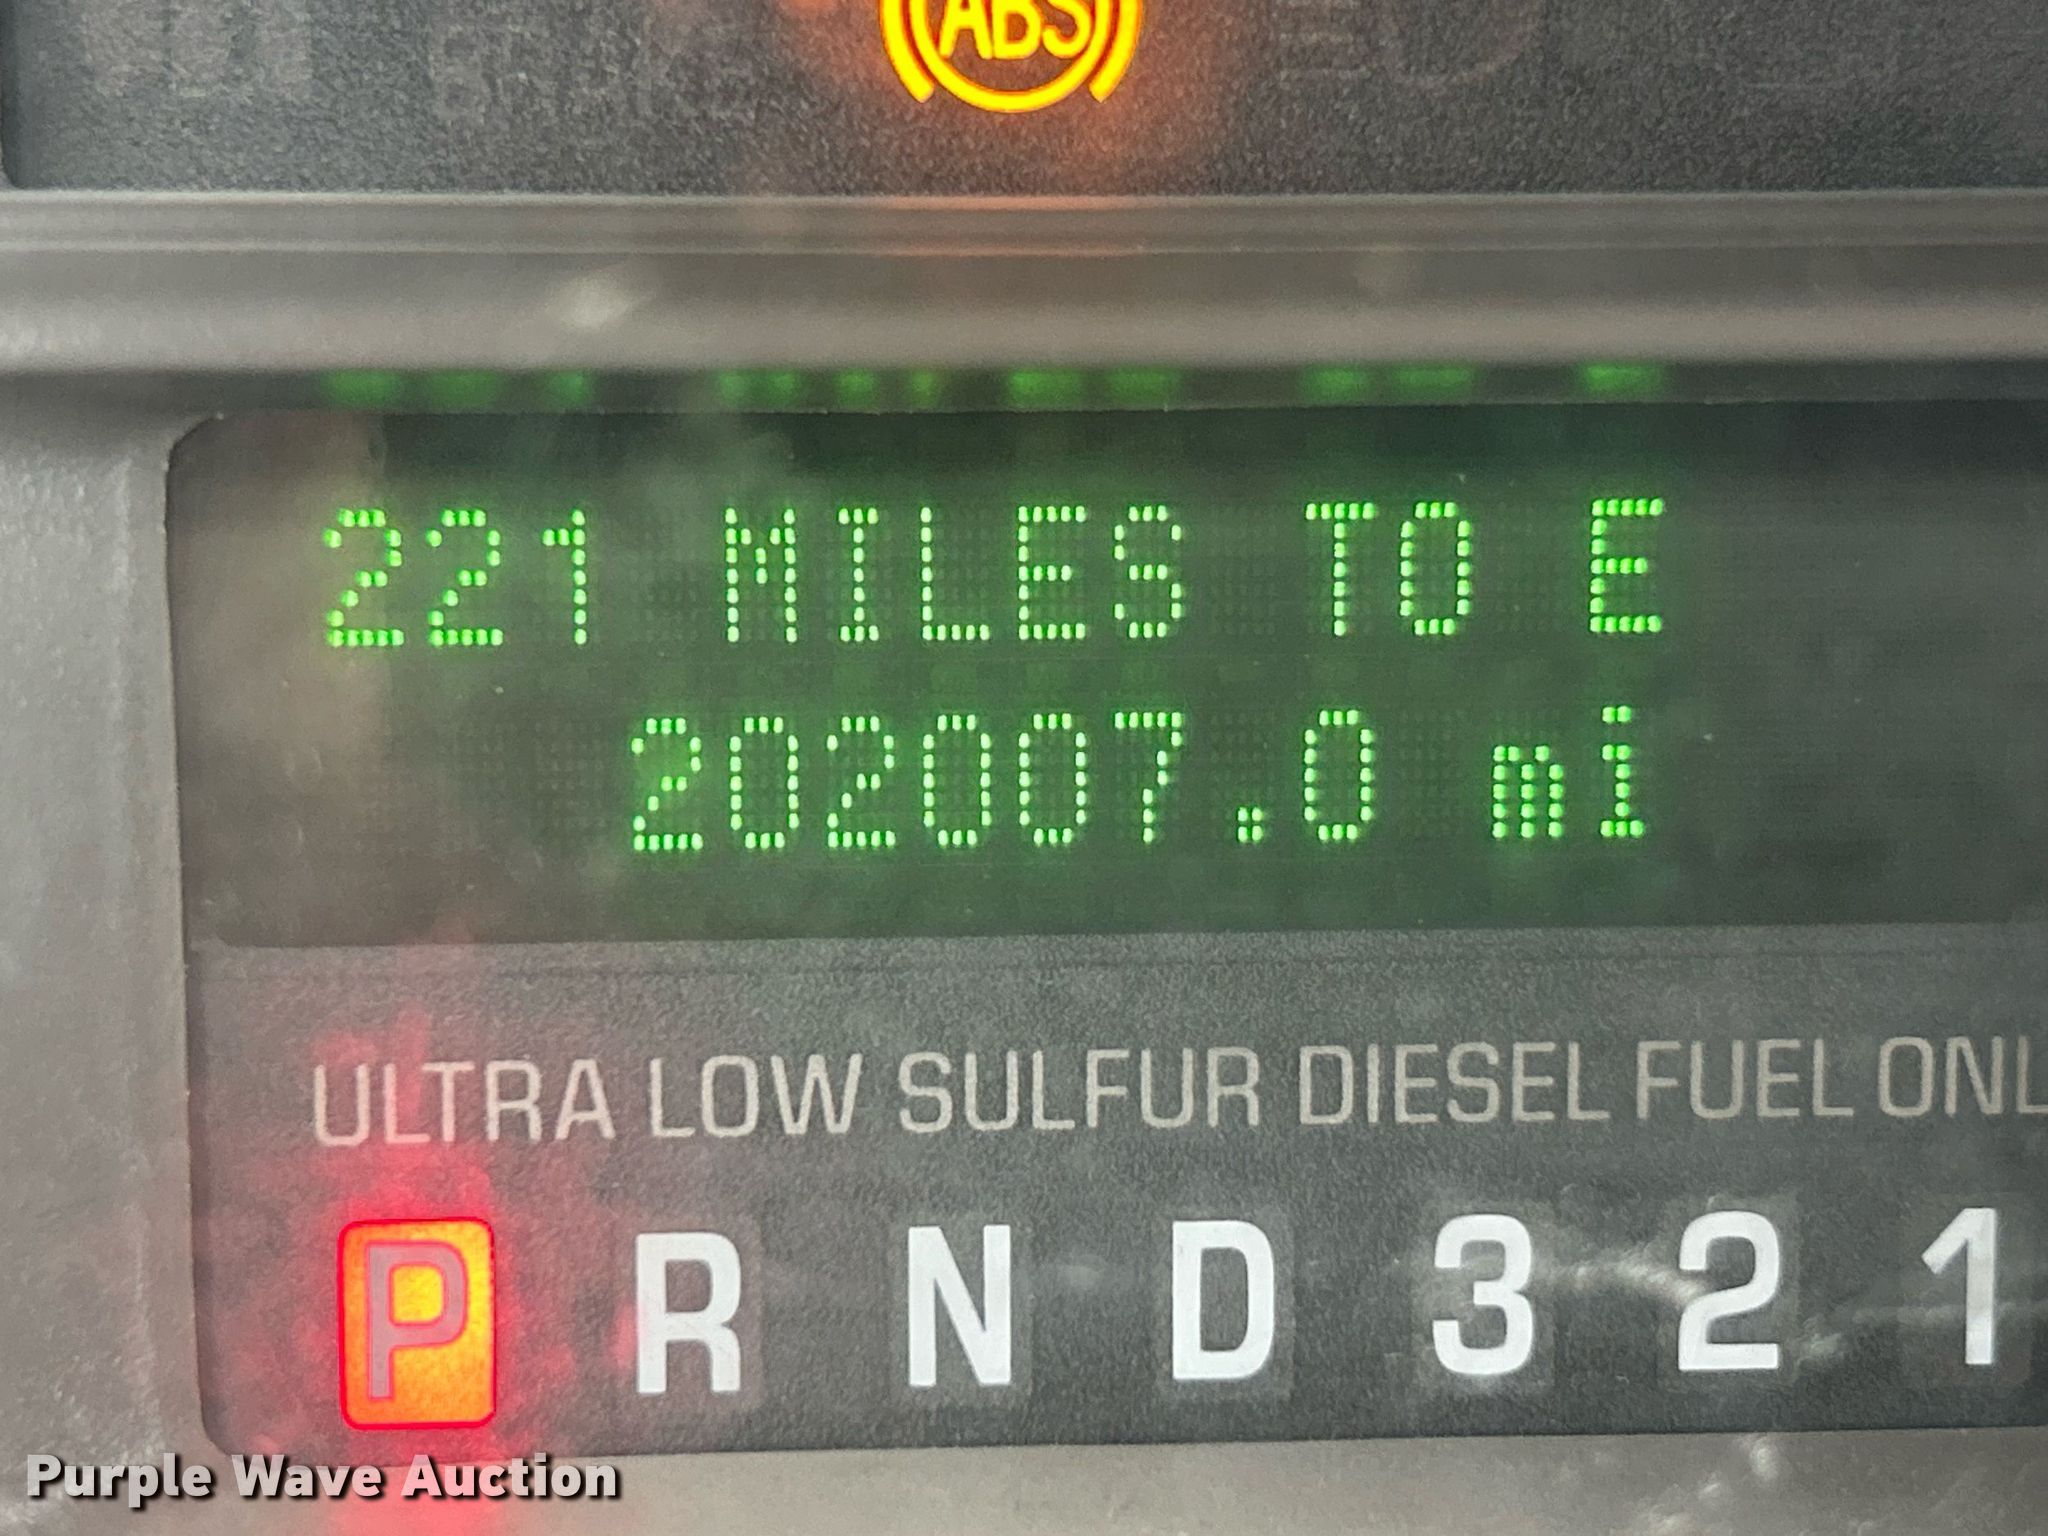 ABS
221 MILES TO E
202007.0 mi
ULTRA LOW SULFUR DIESEL FUEL ONL
P R N D 3 2 1
Purple Wave Auction